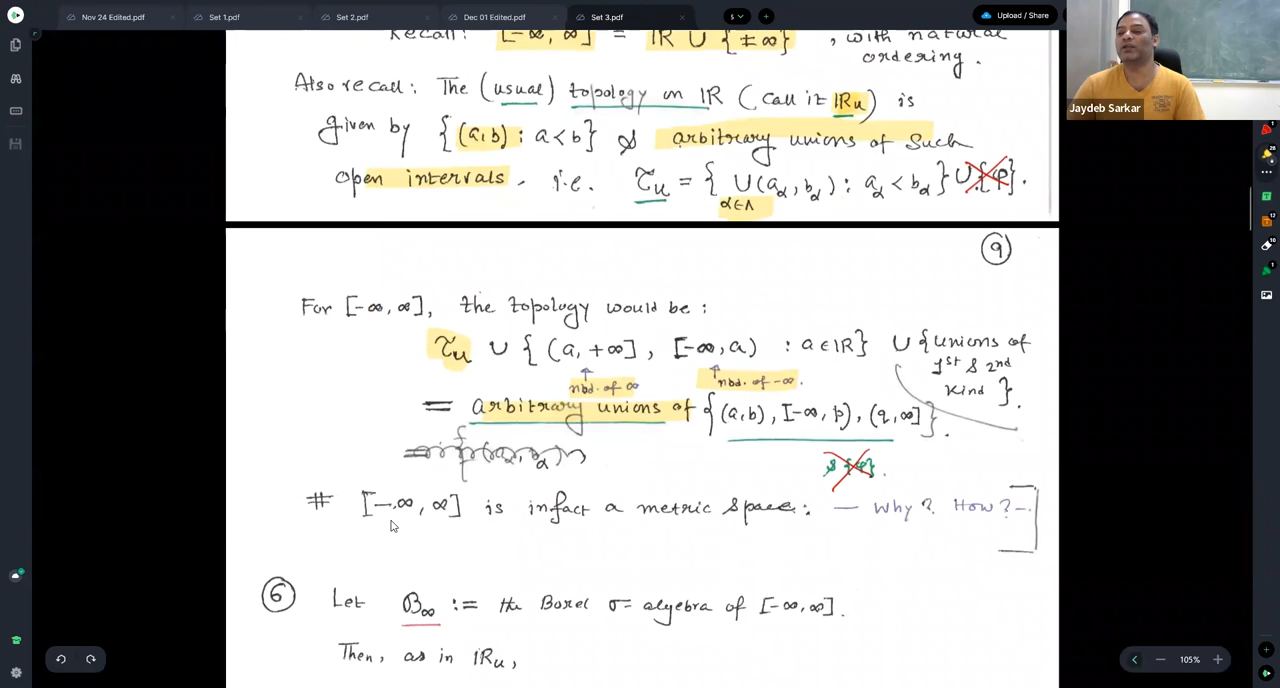 Nov 24 Edited.pdf
Set 1.pdf
Set 2.pdf
Dec 01 Edited.pdf
Set 3.pdf
5
Upload / Share
Jaydeb Sarkar
Recall: [-∞, ∞] = ℝ ∪ {±∞}, with natural
ordering.
Also recall: The (usual) topology on ℝ (call it ℝu) is
given by {(a,b) : a<b} & arbitrary unions of such
open intervals. i.e. τu = { ∪ (aα, bα) : aα < bα } ∪ {φ}.
α∈Λ
9
For [-∞, ∞], the topology would be :
τu ∪ { (a, +∞], [-∞, a) : a ∈ ℝ } ∪ { unions of
1st & 2nd
kind }.
↑ nbd. of ∞
↑ nbd. of -∞.
= arbitrary unions of { (a,b), [-∞, p), (q, ∞] }.
& {φ}.
# [-∞, ∞] is infact a metric space : — Why? How? —
6 Let B∞ := the Borel σ-algebra of [-∞, ∞].
Then, as in ℝu,
105%